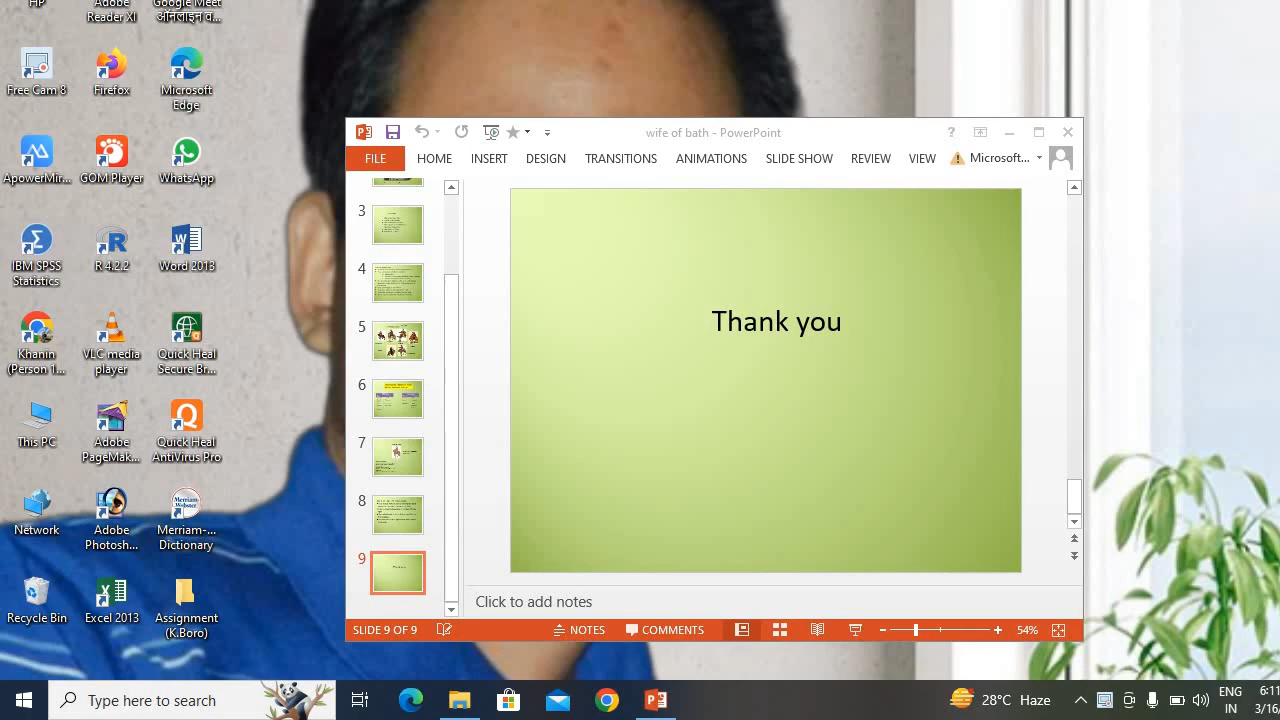 HP
Adobe
Reader XI
Google Meet
ऑनलाइन व...
Free Cam 8
Firefox
Microsoft
Edge
ApowerMir...
GOM Player
WhatsApp
IBM SPSS
Statistics
R 4.2.2
Word 2013
Khanin
(Person 1...
VLC media
player
Quick Heal
Secure Br...
This PC
Adobe
PageMak...
Quick Heal
AntiVirus Pro
Network
Adobe
Photosh...
Merriam-...
Dictionary
Recycle Bin
Excel 2013
Assignment
(K.Boro)
wife of bath - PowerPoint
FILE HOME INSERT DESIGN TRANSITIONS ANIMATIONS SLIDE SHOW REVIEW VIEW Microsoft...
3
4
5
6
7
8
9
Thank you
Click to add notes
SLIDE 9 OF 9 NOTES COMMENTS 54%
Type here to search
28°C Haze
ENG
IN
6:11
3/16/